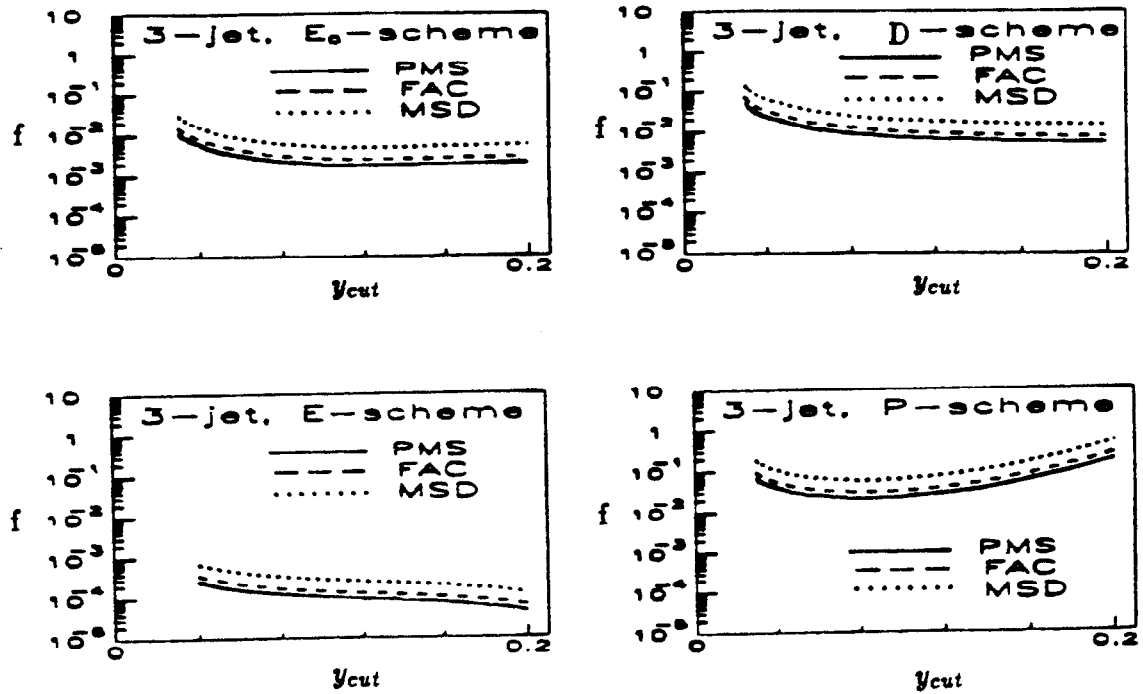 3-jet. E₀-scheme
PMS
FAC
MSD
10
1
10⁻¹
10⁻²
10⁻³
10⁻⁴
10⁻⁵
f
0
0.2
ycut
3-jet. D-scheme
PMS
FAC
MSD
10
1
10⁻¹
10⁻²
10⁻³
10⁻⁴
10⁻⁵
f
0
0.2
ycut
3-jet. E-scheme
PMS
FAC
MSD
10
1
10⁻¹
10⁻²
10⁻³
10⁻⁴
10⁻⁵
f
0
0.2
ycut
3-jet. P-scheme
PMS
FAC
MSD
10
1
10⁻¹
10⁻²
10⁻³
10⁻⁴
10⁻⁵
f
0
0.2
ycut